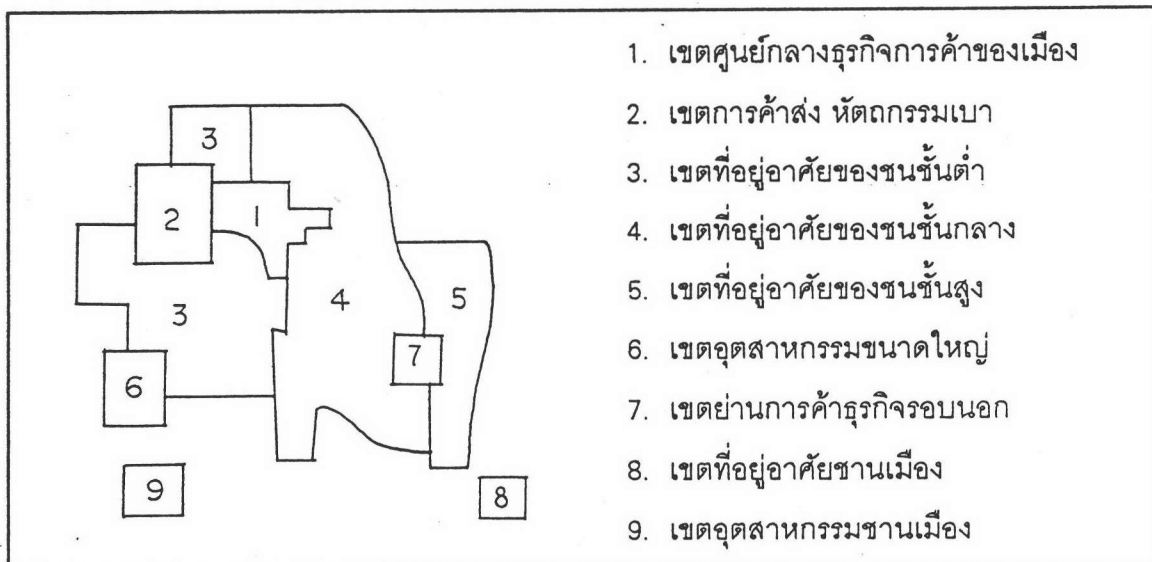 1. เขตศูนย์กลางธุรกิจการค้าของเมือง
2. เขตการค้าส่ง หัตถกรรมเบา
3. เขตที่อยู่อาศัยของชนชั้นต่ำ
4. เขตที่อยู่อาศัยของชนชั้นกลาง
5. เขตที่อยู่อาศัยของชนชั้นสูง
6. เขตอุตสาหกรรมขนาดใหญ่
7. เขตย่านการค้าธุรกิจรอบนอก
8. เขตที่อยู่อาศัยชานเมือง
9. เขตอุตสาหกรรมชานเมือง
3
2 1
3 4 5
7
6
9 8